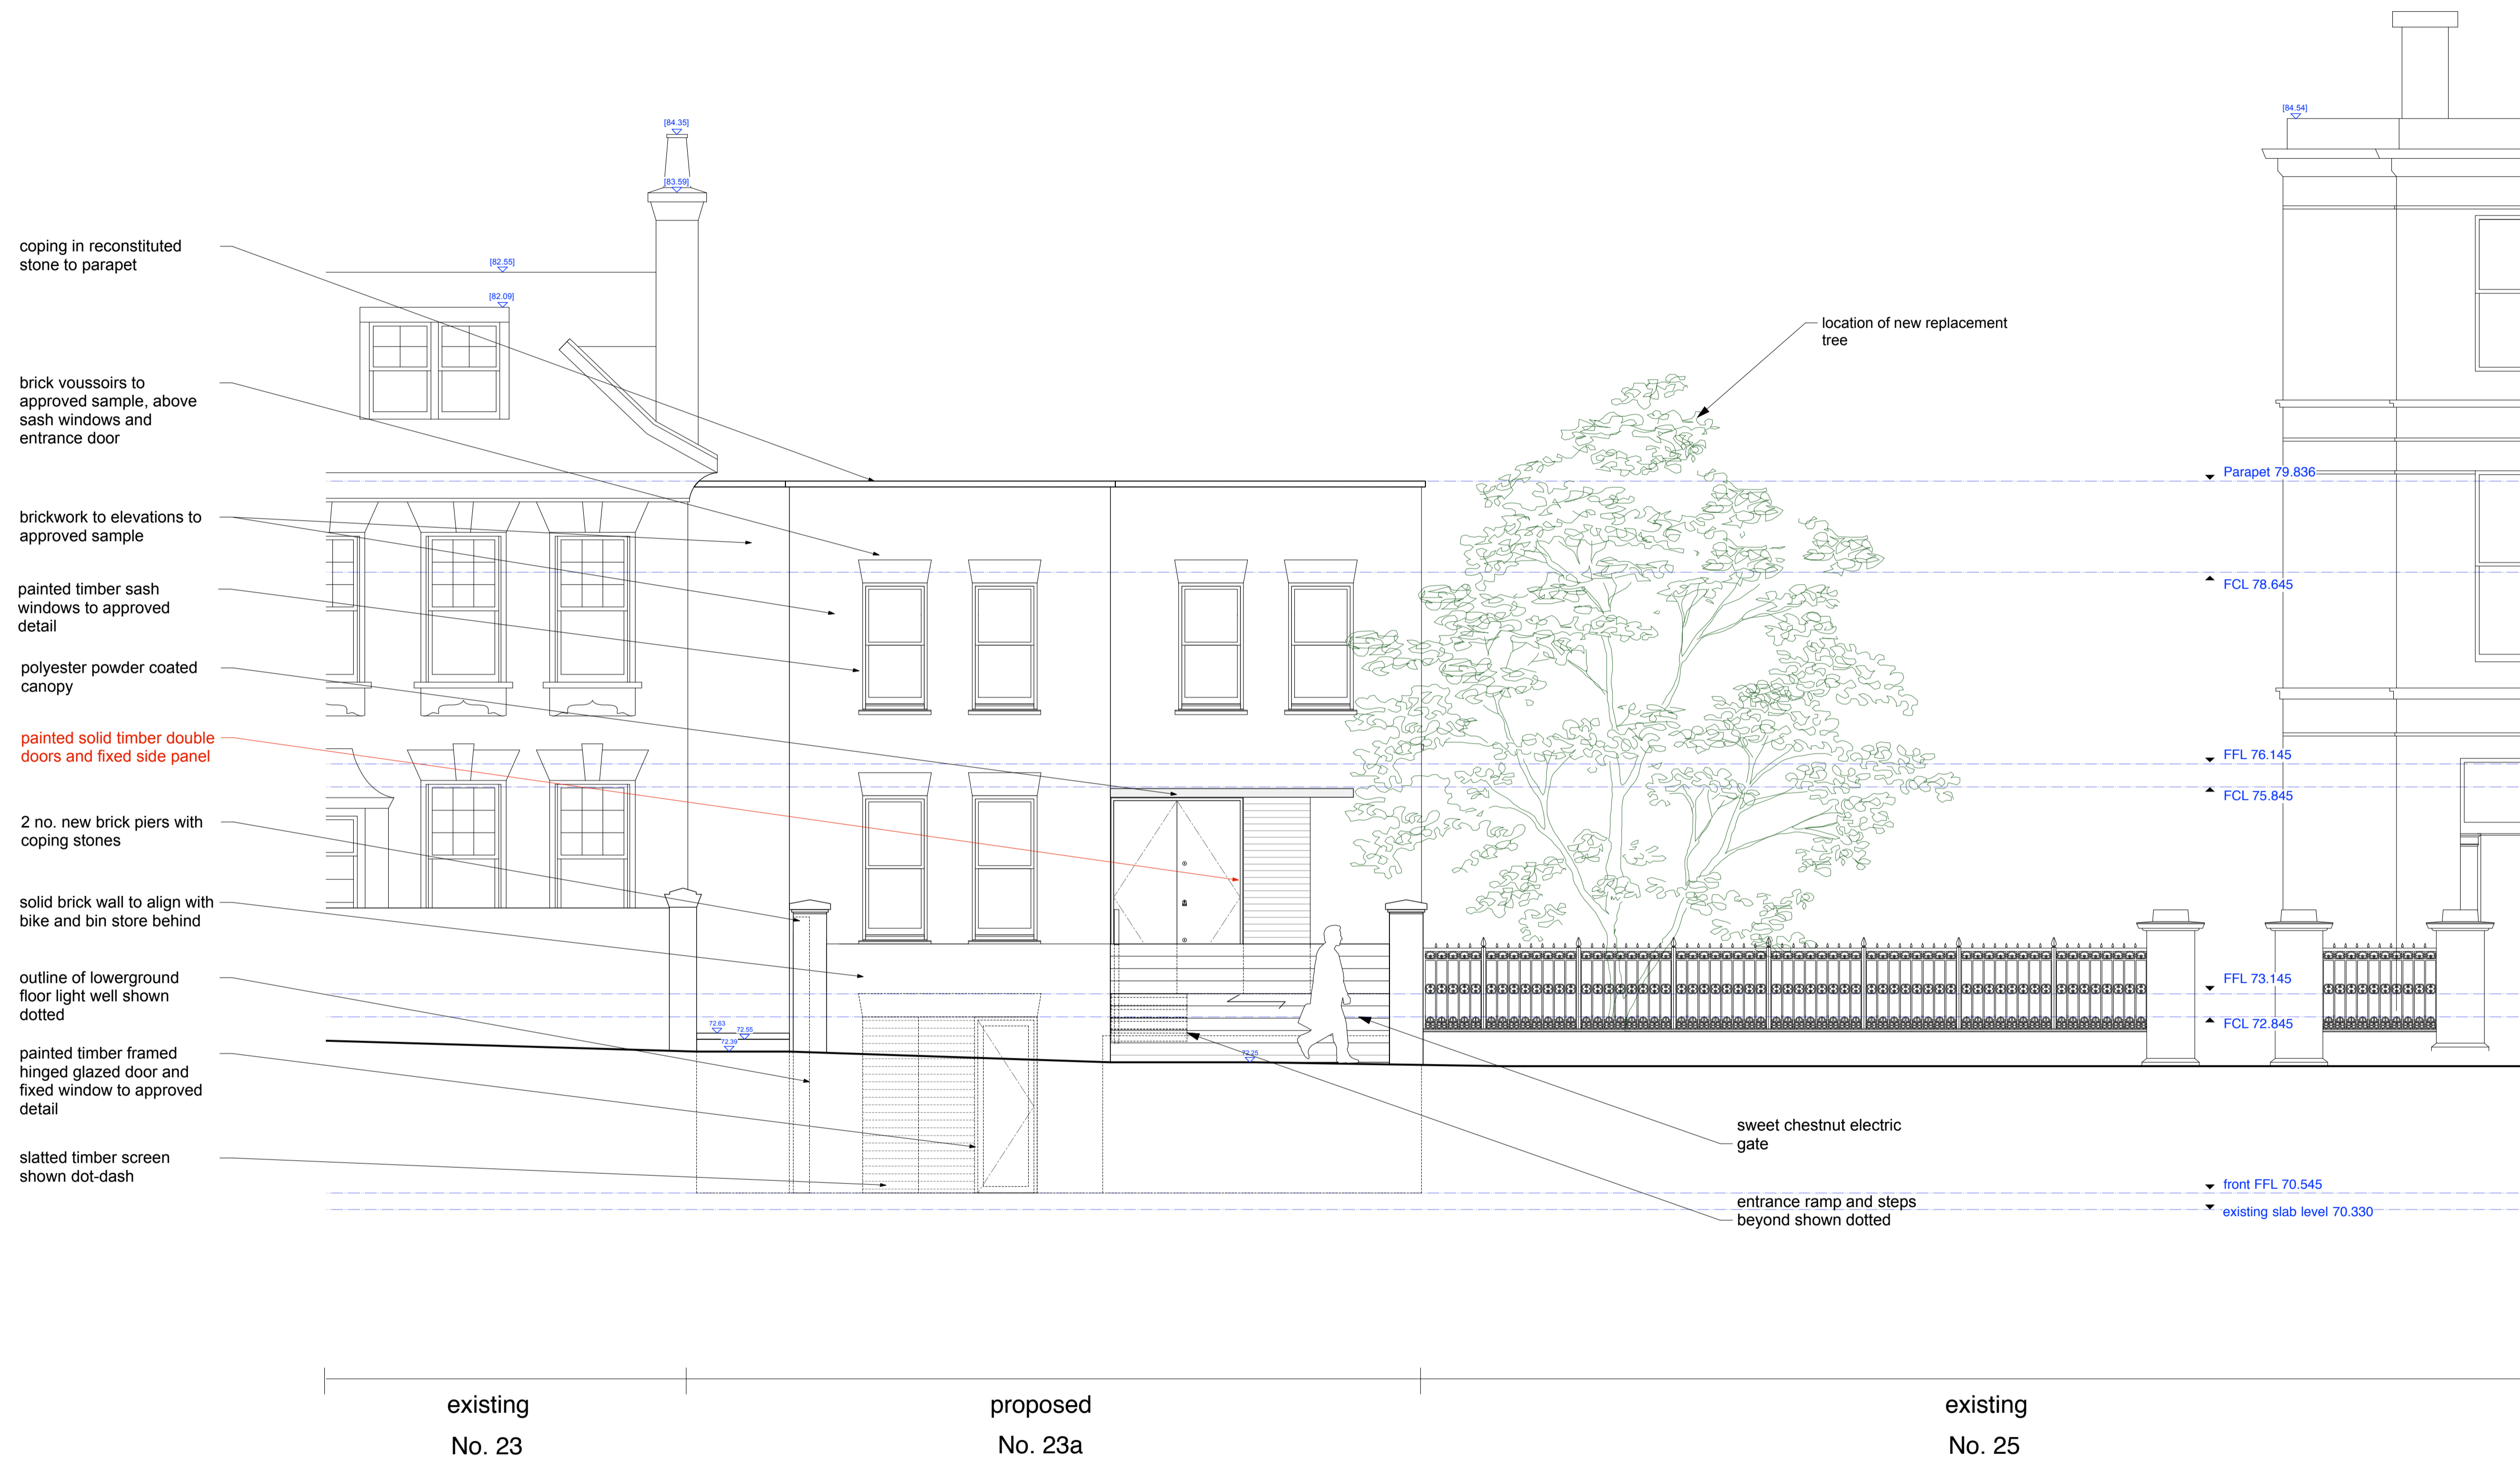 [84.54]
[84.35]
[83.59]
[82.55]
[82.09]
coping in reconstituted
stone to parapet
brick voussoirs to
approved sample, above
sash windows and
entrance door
brickwork to elevations to
approved sample
painted timber sash
windows to approved
detail
polyester powder coated
canopy
painted solid timber double
doors and fixed side panel
2 no. new brick piers with
coping stones
solid brick wall to align with
bike and bin store behind
outline of lowerground
floor light well shown
dotted
painted timber framed
hinged glazed door and
fixed window to approved
detail
slatted timber screen
shown dot-dash
72.63
72.55
72.39
72.25
location of new replacement
tree
sweet chestnut electric
gate
entrance ramp and steps
beyond shown dotted
Parapet 79.836
FCL 78.645
FFL 76.145
FCL 75.845
FFL 73.145
FCL 72.845
front FFL 70.545
existing slab level 70.330
existing
No. 23
proposed
No. 23a
existing
No. 25